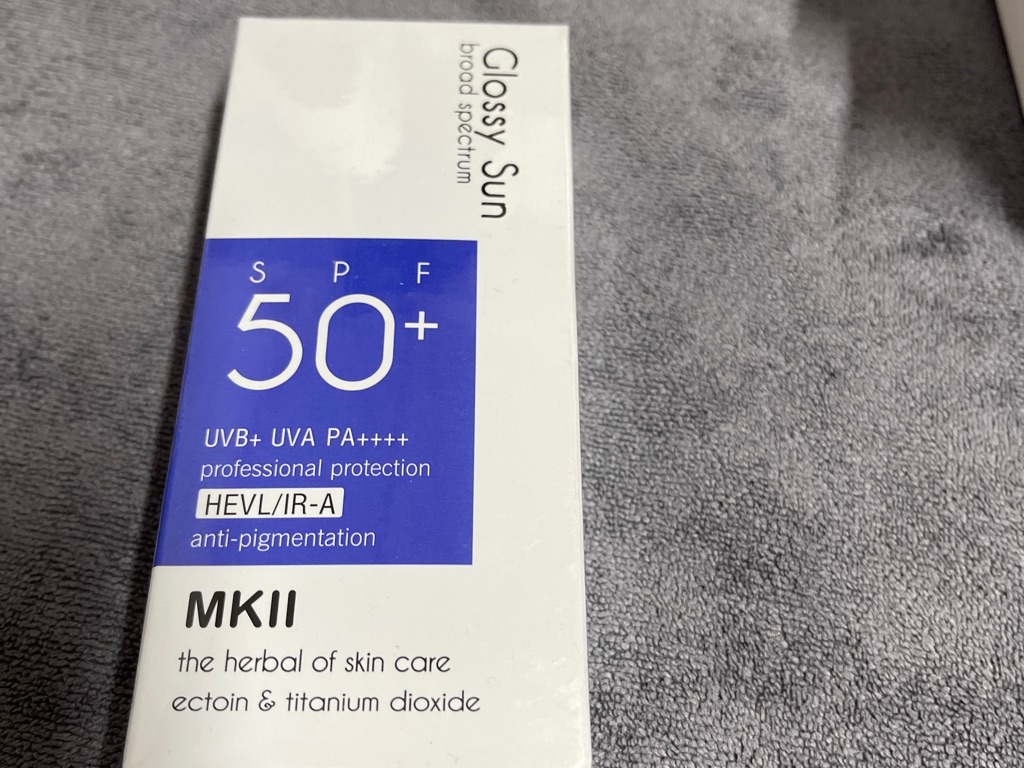 Glossy Sun
broad spectrum
S P F
50+
UVB+ UVA PA++++
professional protection
HEVL/IR-A
anti-pigmentation
MKII
the herbal of skin care
ectoin & titanium dioxide